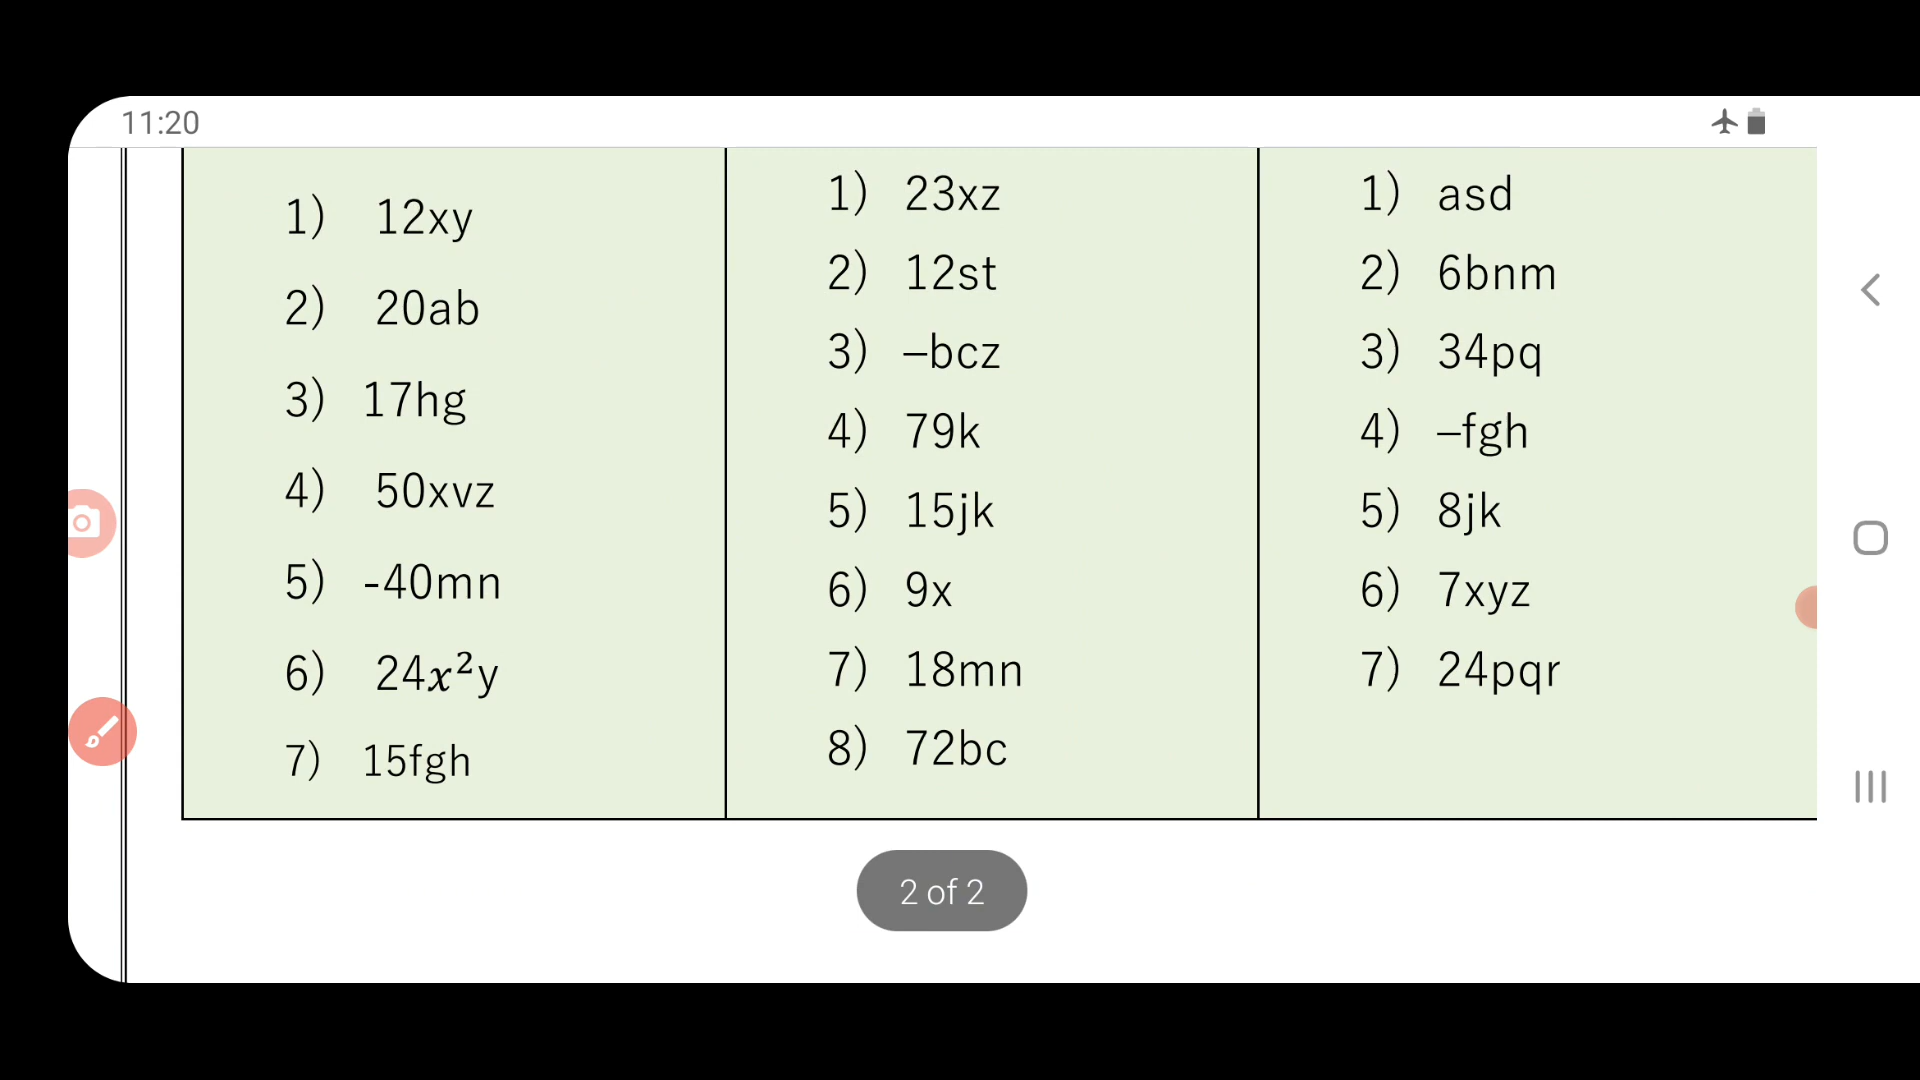 11:20
1) 12xy
2) 20ab
3) 17hg
4) 50xvz
5) -40mn
6) 24x²y
7) 15fgh
1) 23xz
2) 12st
3) –bcz
4) 79k
5) 15jk
6) 9x
7) 18mn
8) 72bc
1) asd
2) 6bnm
3) 34pq
4) –fgh
5) 8jk
6) 7xyz
7) 24pqr
2 of 2